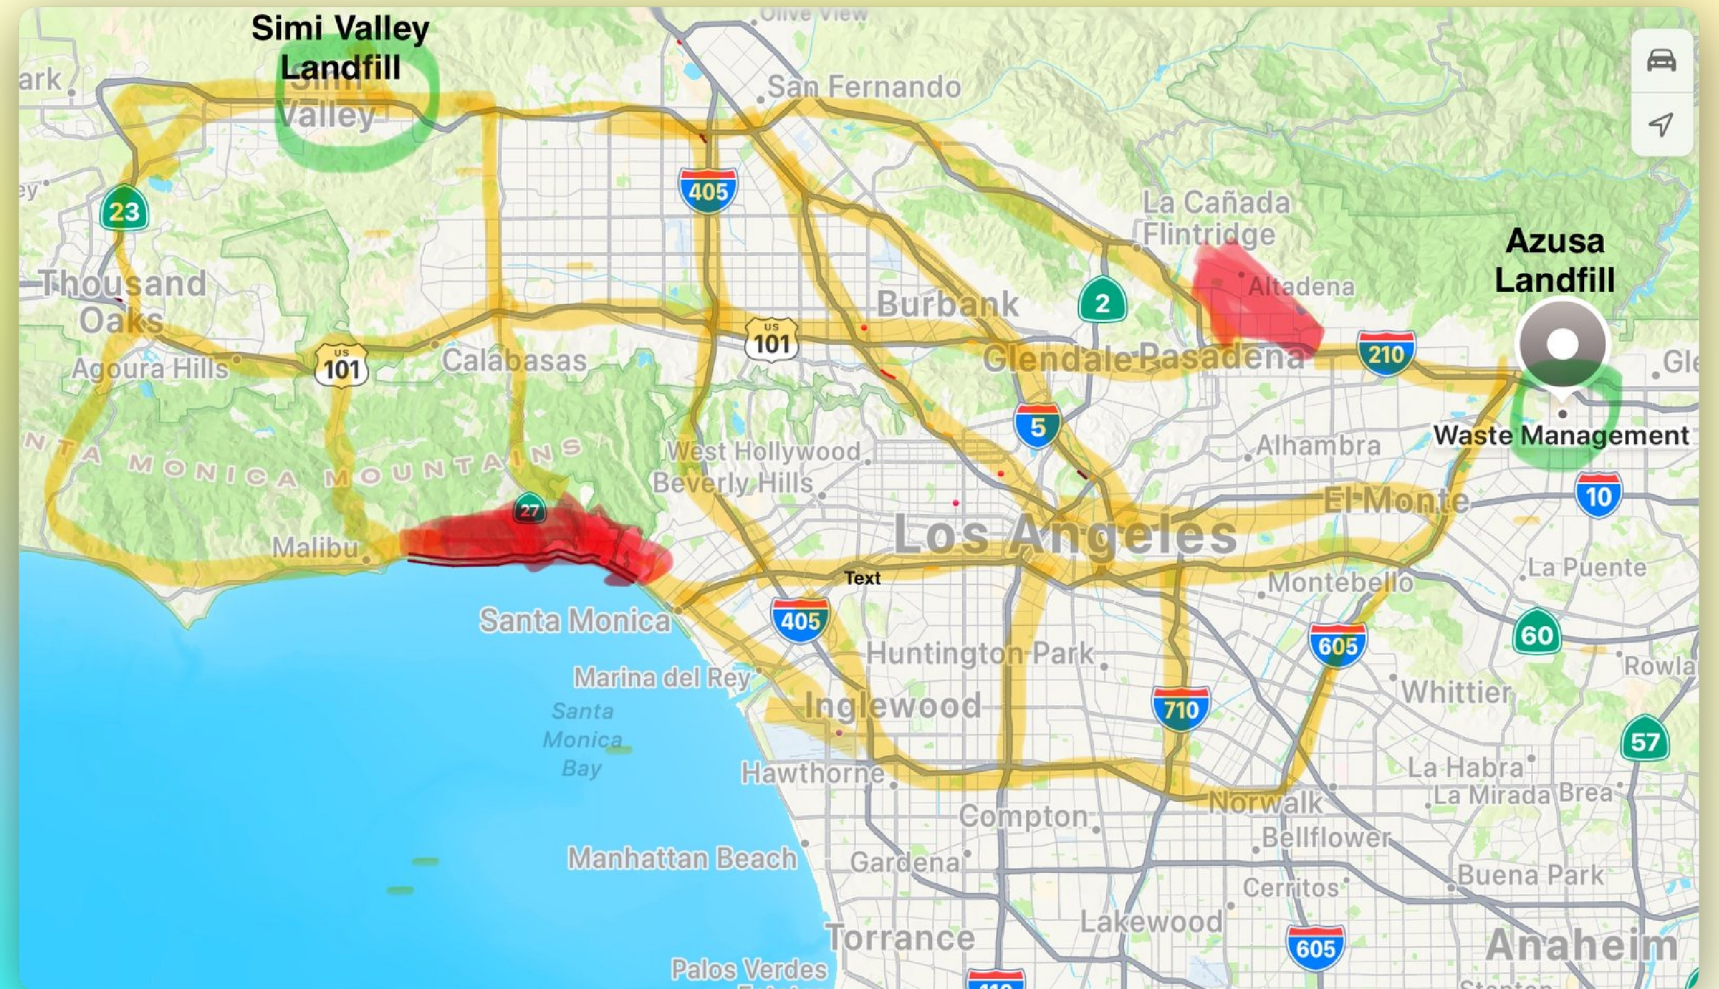 Simi Valley
Landfill
Olive View
ark
Simi
Valley
San Fernando
405
La Cañada
Flintridge
23
Azusa
Landfill
Thousand
Oaks
Altadena
2
Burbank
US
101
US
101
Agoura Hills
Calabasas
Glendale
Pasadena
210
Gle
5
Waste Management
West Hollywood
Alhambra
NTA MONICA MOUNTAINS
Beverly Hills
10
El Monte
27
Los Angeles
Malibu
Text
La Puente
Montebello
Santa Monica
405
605
60
Huntington Park
Rowla
Marina del Rey
Whittier
Inglewood
710
Santa
Monica
Bay
57
Hawthorne
La Habra
La Mirada
Brea
Norwalk
Compton
Bellflower
Manhattan Beach
Gardena
Buena Park
Cerritos
Lakewood
Torrance
605
Anaheim
Palos Verdes
110